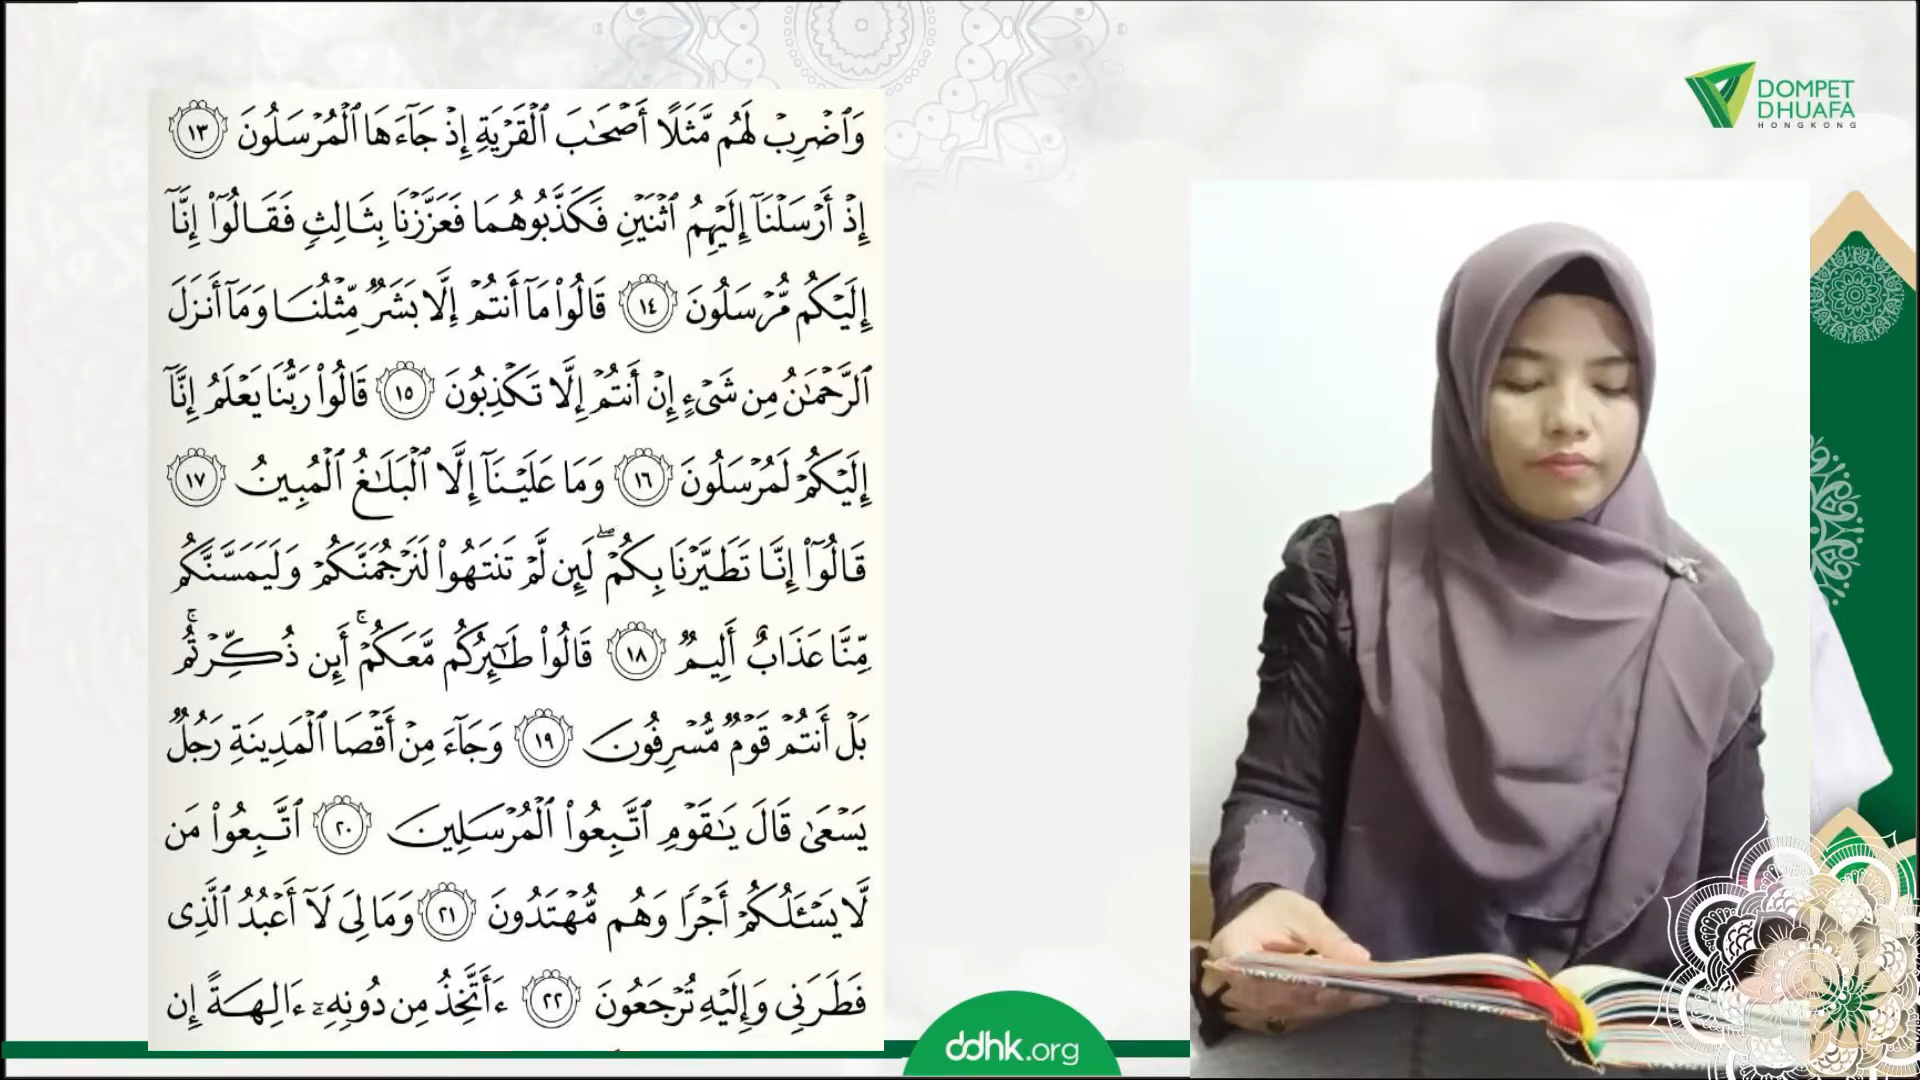 وَٱضْرِبْ لَهُم مَّثَلًا أَصْحَٰبَ ٱلْقَرْيَةِ إِذْ جَآءَهَا ٱلْمُرْسَلُونَ ١٣
إِذْ أَرْسَلْنَآ إِلَيْهِمُ ٱثْنَيْنِ فَكَذَّبُوهُمَا فَعَزَّزْنَا بِثَالِثٍ فَقَالُوٓا۟ إِنَّآ
إِلَيْكُم مُّرْسَلُونَ ١٤ قَالُوا۟ مَآ أَنتُمْ إِلَّا بَشَرٌ مِّثْلُنَا وَمَآ أَنزَلَ
ٱلرَّحْمَٰنُ مِن شَىْءٍ إِنْ أَنتُمْ إِلَّا تَكْذِبُونَ ١٥ قَالُوا۟ رَبُّنَا يَعْلَمُ إِنَّآ
إِلَيْكُمْ لَمُرْسَلُونَ ١٦ وَمَا عَلَيْنَآ إِلَّا ٱلْبَلَٰغُ ٱلْمُبِينُ ١٧
قَالُوٓا۟ إِنَّا تَطَيَّرْنَا بِكُمْ ۖ لَئِن لَّمْ تَنتَهُوا۟ لَنَرْجُمَنَّكُمْ وَلَيَمَسَّنَّكُم
مِّنَّا عَذَابٌ أَلِيمٌ ١٨ قَالُوا۟ طَٰٓئِرُكُم مَّعَكُمْ ۚ أَئِن ذُكِّرْتُم ۚ
بَلْ أَنتُمْ قَوْمٌ مُّسْرِفُونَ ١٩ وَجَآءَ مِنْ أَقْصَا ٱلْمَدِينَةِ رَجُلٌ
يَسْعَىٰ قَالَ يَٰقَوْمِ ٱتَّبِعُوا۟ ٱلْمُرْسَلِينَ ٢٠ ٱتَّبِعُوا۟ مَن
لَّا يَسْـَٔلُكُمْ أَجْرًا وَهُم مُّهْتَدُونَ ٢١ وَمَا لِىَ لَآ أَعْبُدُ ٱلَّذِى
فَطَرَنِى وَإِلَيْهِ تُرْجَعُونَ ٢٢ ءَأَتَّخِذُ مِن دُونِهِۦٓ ءَالِهَةً إِن
DOMPET
DHUAFA
HONGKONG
ddhk.org